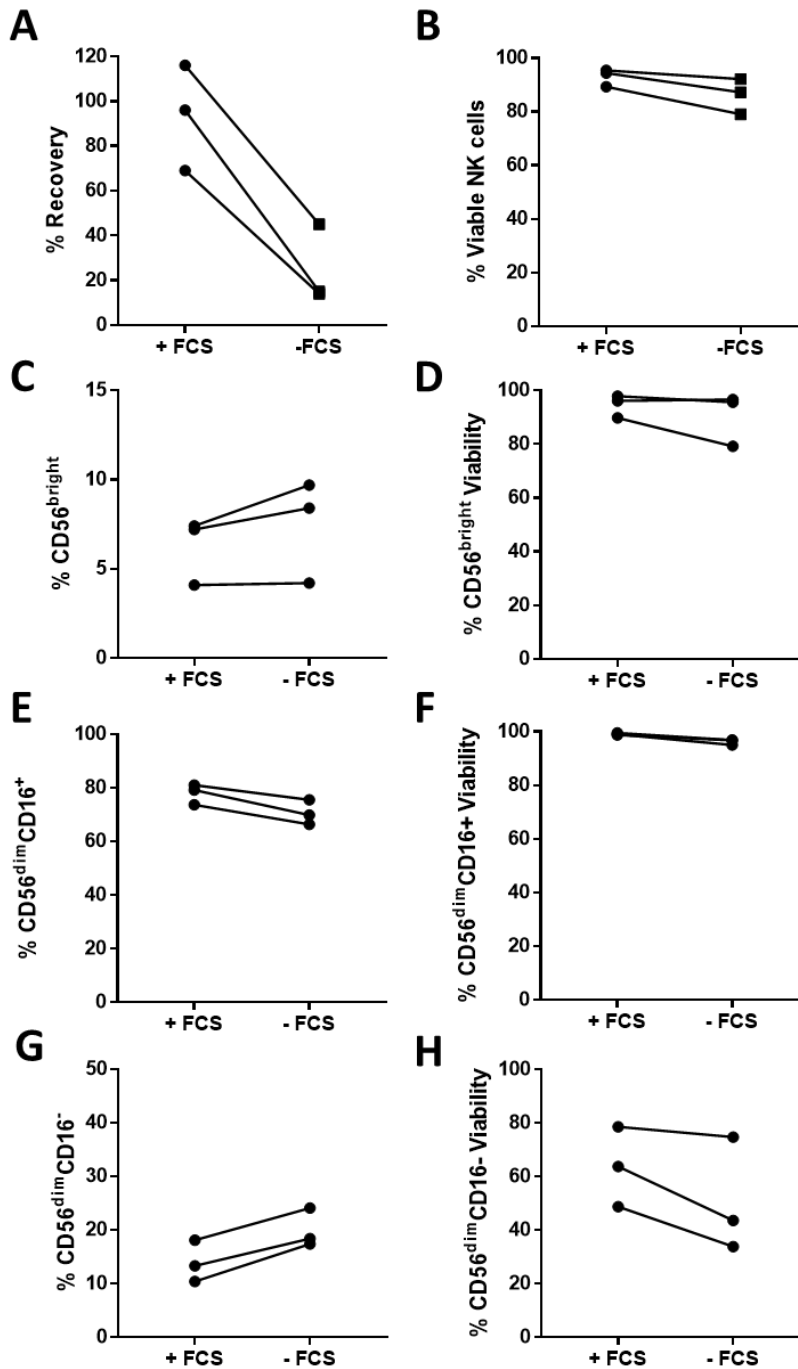 A
% Recovery
120
100
80
60
40
20
0
+ FCS -FCS
B
% Viable NK cells
100
80
60
40
20
0
+ FCS -FCS
C
% CD56bright
15
10
5
0
+ FCS - FCS
D
% CD56bright Viability
100
80
60
40
20
0
+ FCS - FCS
E
% CD56dimCD16+
100
80
60
40
20
0
+ FCS - FCS
F
% CD56dimCD16+ Viability
100
80
60
40
20
0
+ FCS - FCS
G
% CD56dimCD16-
50
40
30
20
10
0
+ FCS - FCS
H
% CD56dimCD16- Viability
100
80
60
40
20
0
+ FCS - FCS